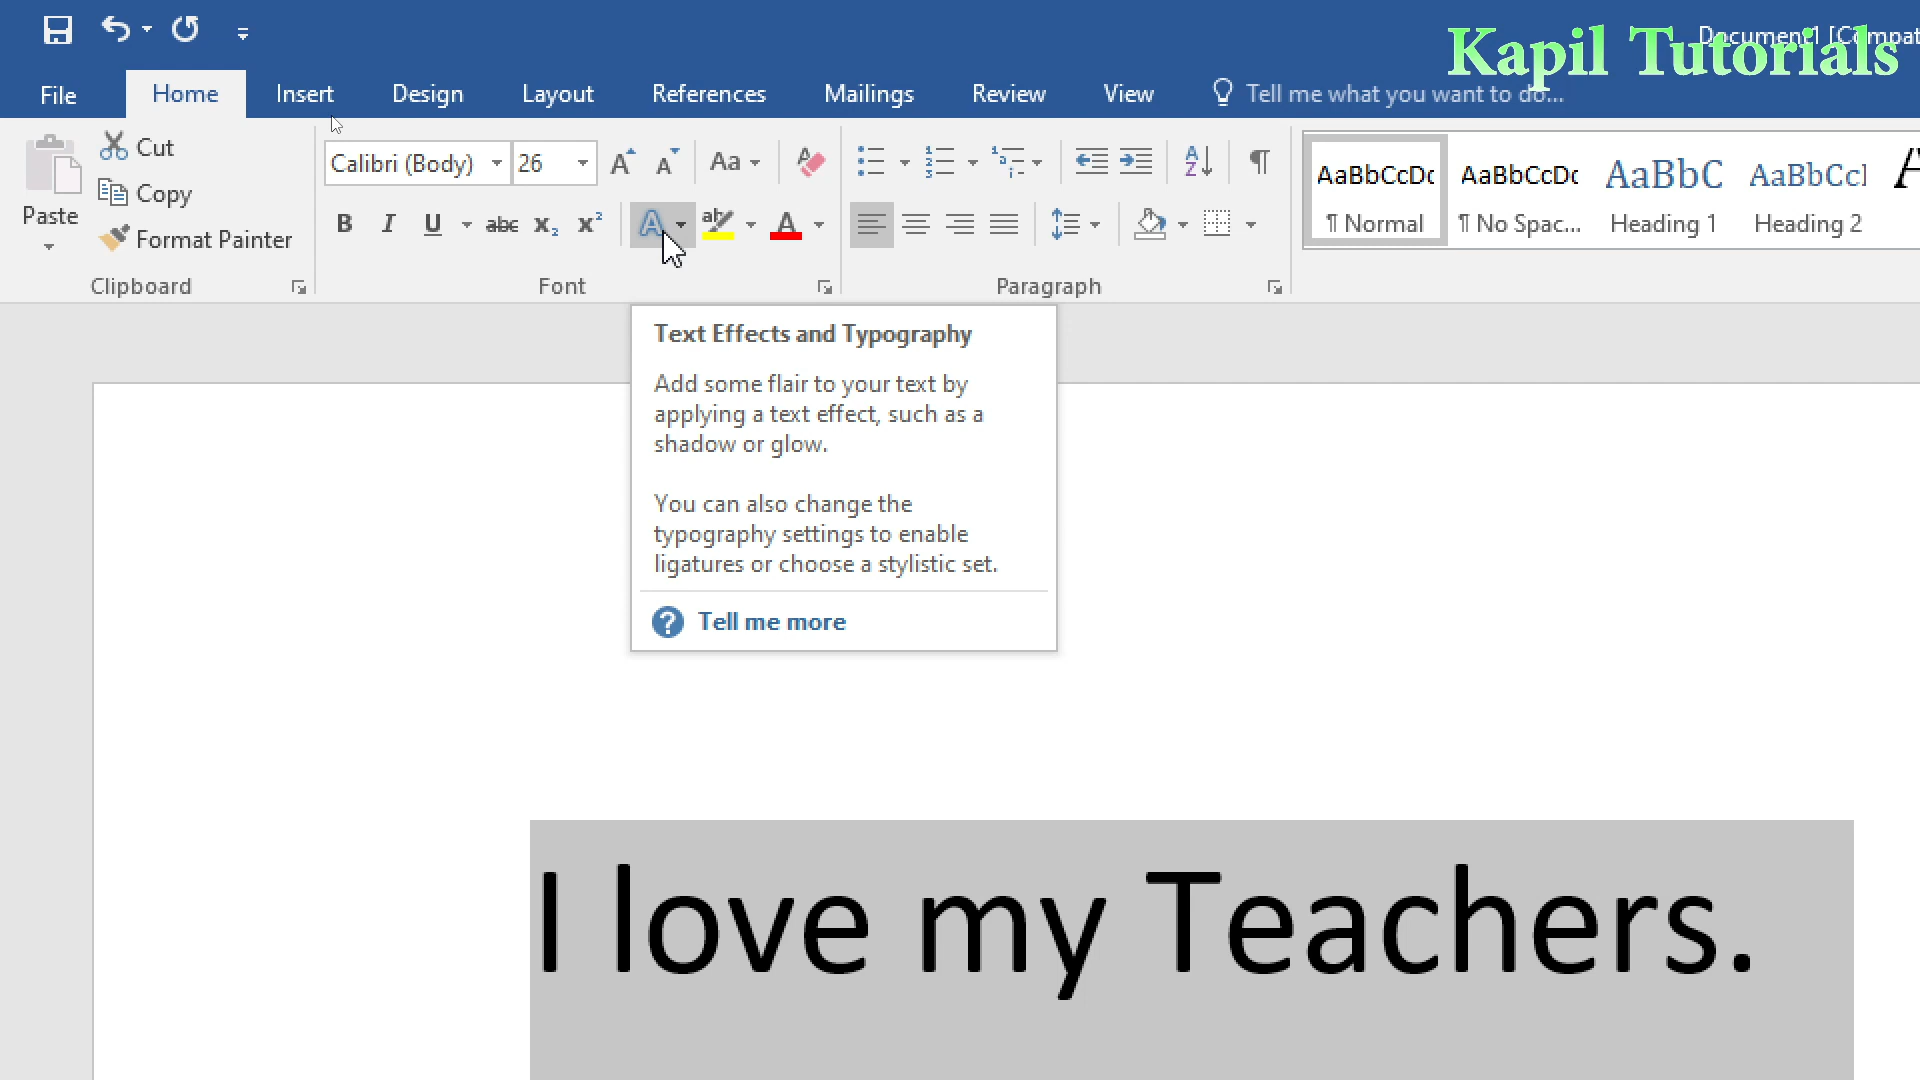 Document1 [Compat
Kapil Tutorials
File Home Insert Design Layout References Mailings Review View Tell me what you want to do...
Paste
Cut
Copy
Format Painter
Clipboard
Calibri (Body) 26
Aa
B I U abc x₂ x²
A ab A
Font
Paragraph
AaBbCcDc AaBbCcDc AaBbC AaBbCcl
¶ Normal ¶ No Spac... Heading 1 Heading 2
Text Effects and Typography
Add some flair to your text by
applying a text effect, such as a
shadow or glow.
You can also change the
typography settings to enable
ligatures or choose a stylistic set.
Tell me more
I love my Teachers.